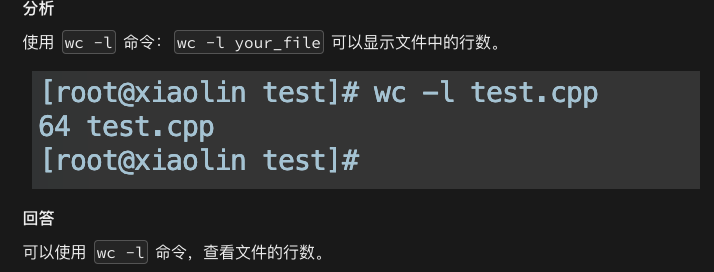 分析
使用 wc -l 命令：wc -l your_file 可以显示文件中的行数。
[root@xiaolin test]# wc -l test.cpp
64 test.cpp
[root@xiaolin test]#
回答
可以使用 wc -l 命令，查看文件的行数。